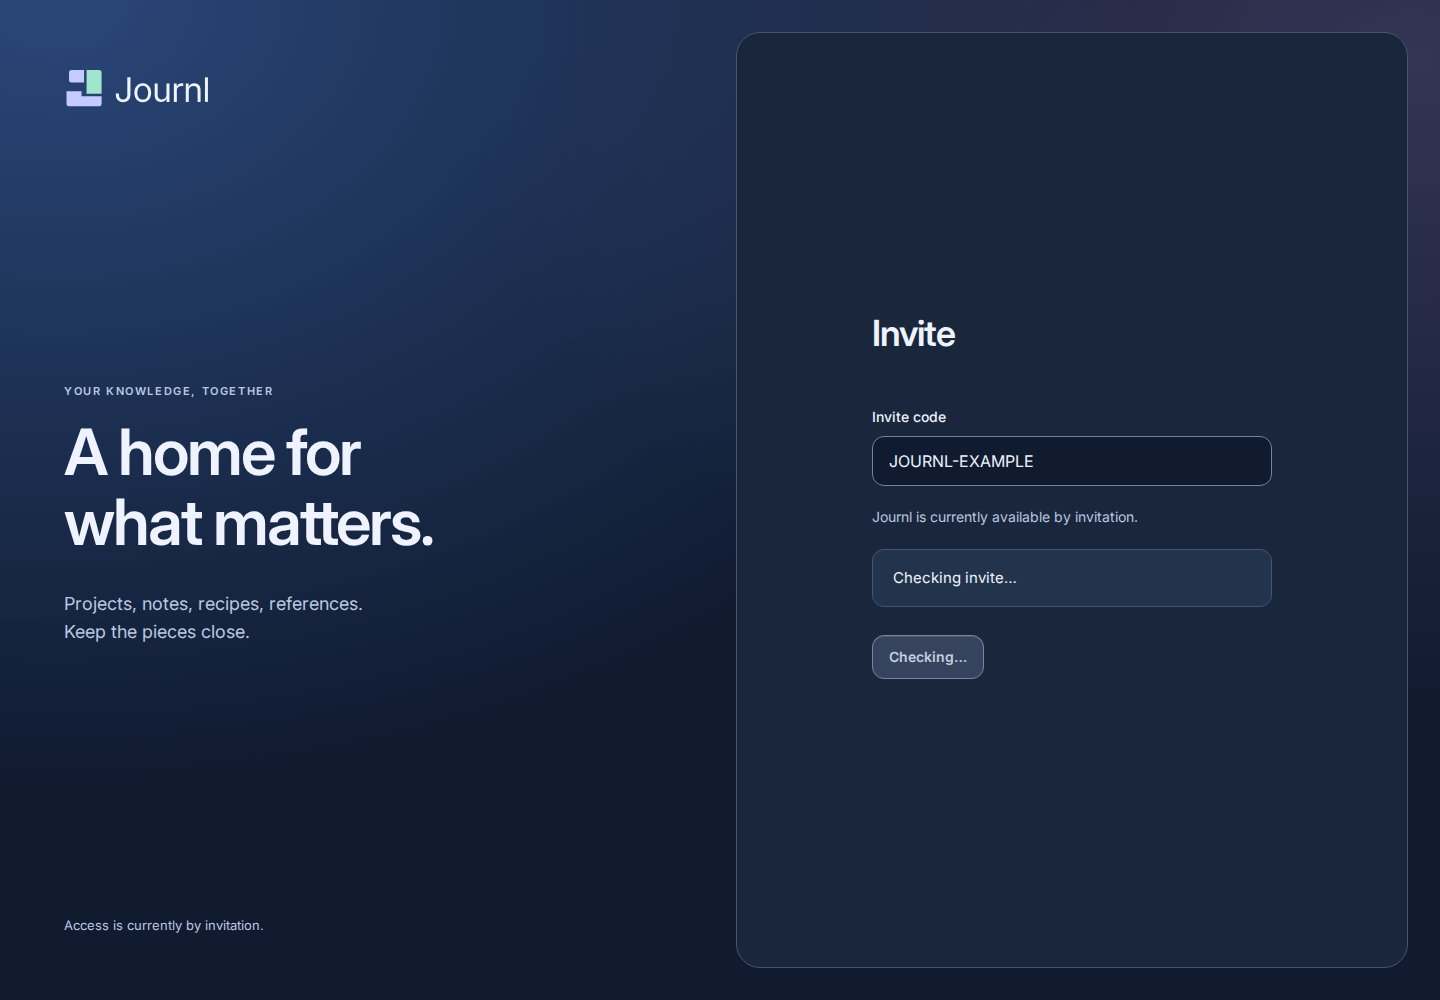 Journl
YOUR KNOWLEDGE, TOGETHER
A home for
what matters.
Projects, notes, recipes, references.
Keep the pieces close.
Access is currently by invitation.
Invite
Invite code
JOURNL-EXAMPLE
Journl is currently available by invitation.
Checking invite...
Checking...